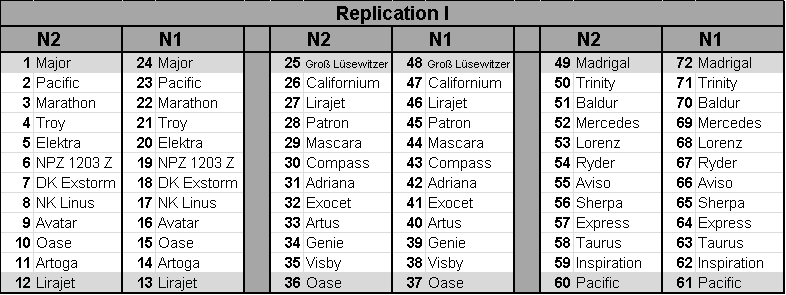 Replication I
N2 N1 N2 N1 N2 N1
1 Major 24 Major 25 Groß Lüsewitzer 48 Groß Lüsewitzer 49 Madrigal 72 Madrigal
2 Pacific 23 Pacific 26 Californium 47 Californium 50 Trinity 71 Trinity
3 Marathon 22 Marathon 27 Lirajet 46 Lirajet 51 Baldur 70 Baldur
4 Troy 21 Troy 28 Patron 45 Patron 52 Mercedes 69 Mercedes
5 Elektra 20 Elektra 29 Mascara 44 Mascara 53 Lorenz 68 Lorenz
6 NPZ 1203 Z 19 NPZ 1203 Z 30 Compass 43 Compass 54 Ryder 67 Ryder
7 DK Exstorm 18 DK Exstorm 31 Adriana 42 Adriana 55 Aviso 66 Aviso
8 NK Linus 17 NK Linus 32 Exocet 41 Exocet 56 Sherpa 65 Sherpa
9 Avatar 16 Avatar 33 Artus 40 Artus 57 Express 64 Express
10 Oase 15 Oase 34 Genie 39 Genie 58 Taurus 63 Taurus
11 Artoga 14 Artoga 35 Visby 38 Visby 59 Inspiration 62 Inspiration
12 Lirajet 13 Lirajet 36 Oase 37 Oase 60 Pacific 61 Pacific